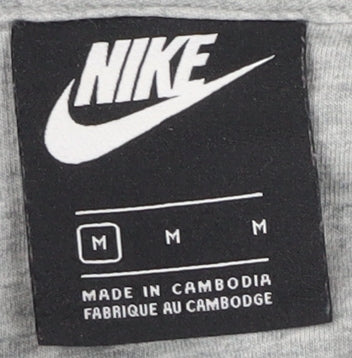 NIKE
M M M
MADE IN CAMBODIA
FABRIQUE AU CAMBODGE